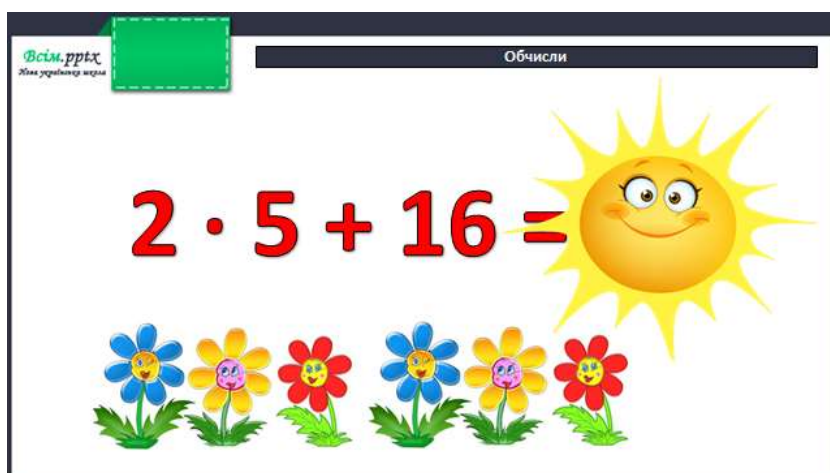 Всім.pptx
Нова українська школа
Обчисли
2 · 5 + 16 =